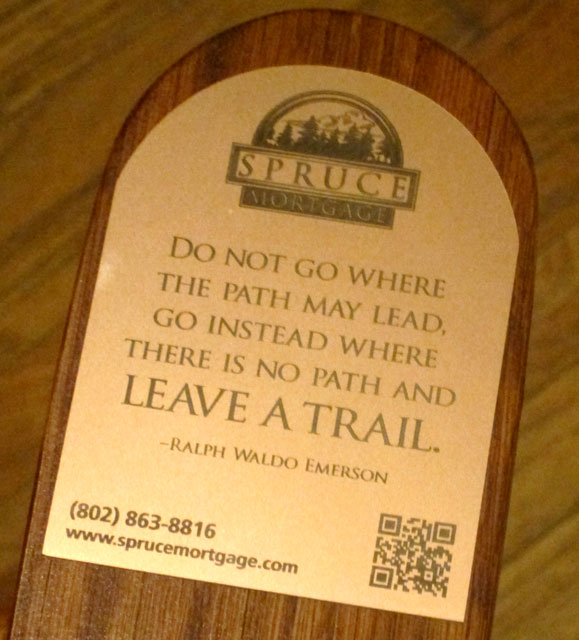 SPRUCE
MORTGAGE
DO NOT GO WHERE
THE PATH MAY LEAD,
GO INSTEAD WHERE
THERE IS NO PATH AND
LEAVE A TRAIL.
–RALPH WALDO EMERSON
(802) 863-8816
www.sprucemortgage.com